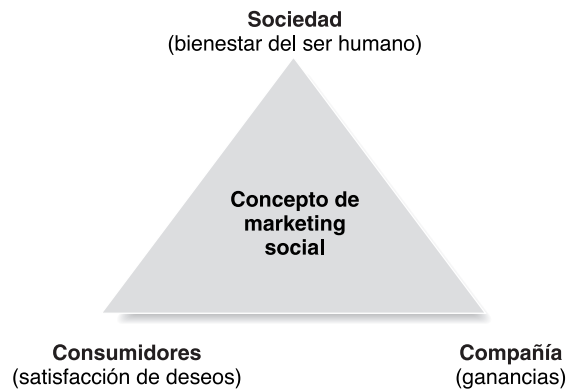 Sociedad
(bienestar del ser humano)
Concepto de
marketing
social
Consumidores
(satisfacción de deseos)
Compañía
(ganancias)